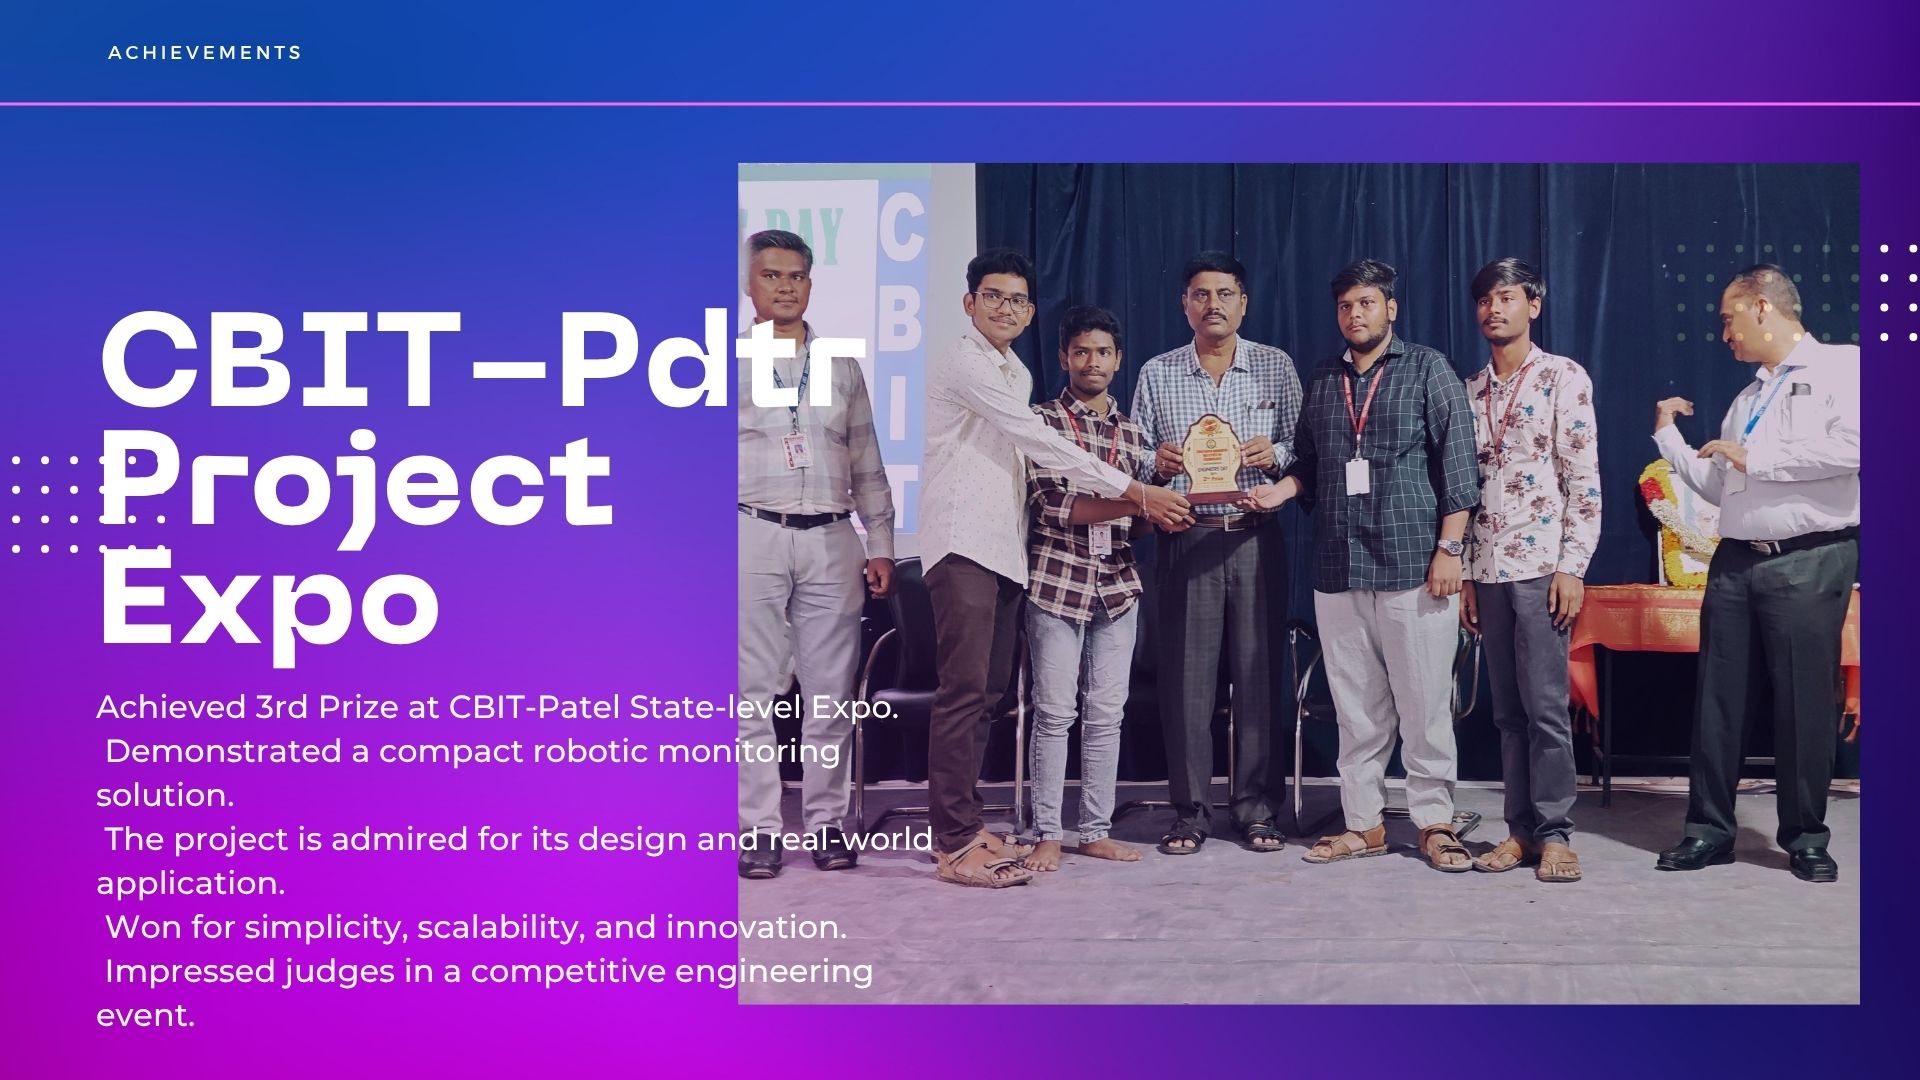 ACHIEVEMENTS
CBIT-Pdtr
Project
Expo
Achieved 3rd Prize at CBIT-Patel State-level Expo.
Demonstrated a compact robotic monitoring
solution.
The project is admired for its design and real-world
application.
Won for simplicity, scalability, and innovation.
Impressed judges in a competitive engineering
event.
DAY
C
B
I
T
ENGINEERS DAY